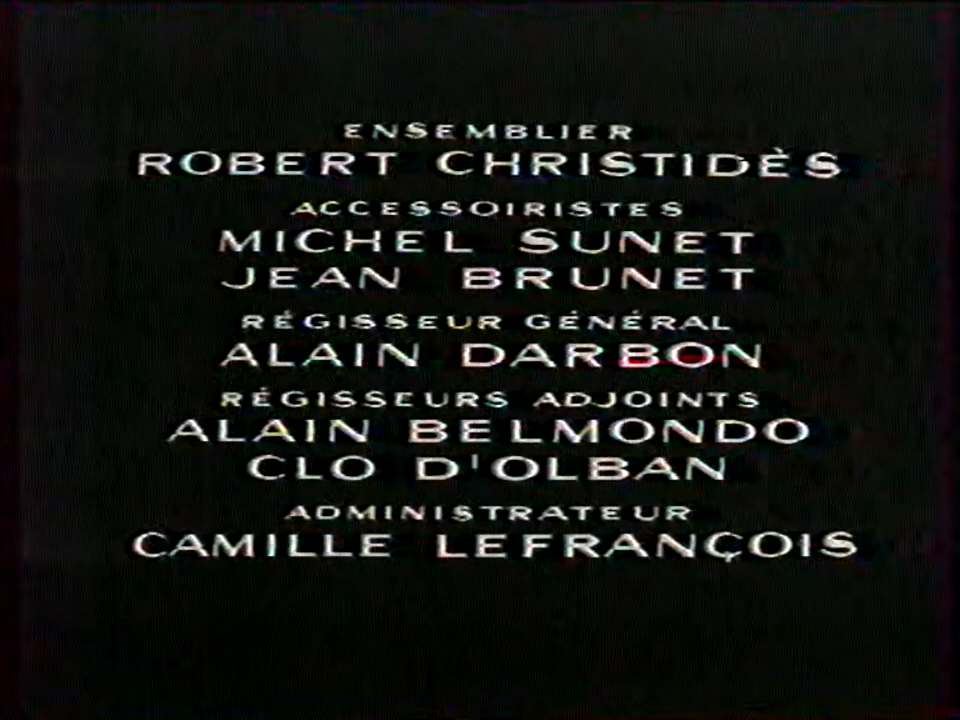 ENSEMBLIER
ROBERT CHRISTIDÈS
ACCESSOIRISTES
MICHEL SUNET
JEAN BRUNET
RÉGISSEUR GÉNÉRAL
ALAIN DARBON
RÉGISSEURS ADJOINTS
ALAIN BELMONDO
CLO D'OLBAN
ADMINISTRATEUR
CAMILLE LEFRANÇOIS